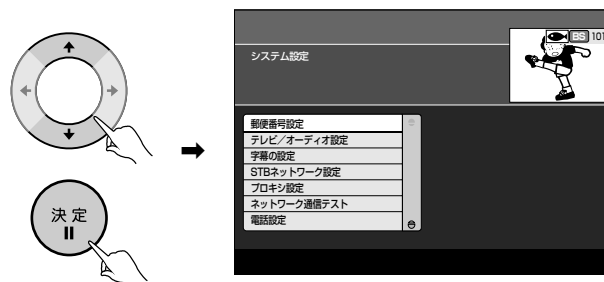 決定
システム設定
BS 101
郵便番号設定
テレビ／オーディオ設定
字幕の設定
STBネットワーク設定
プロキシ設定
ネットワーク通信テスト
電話設定